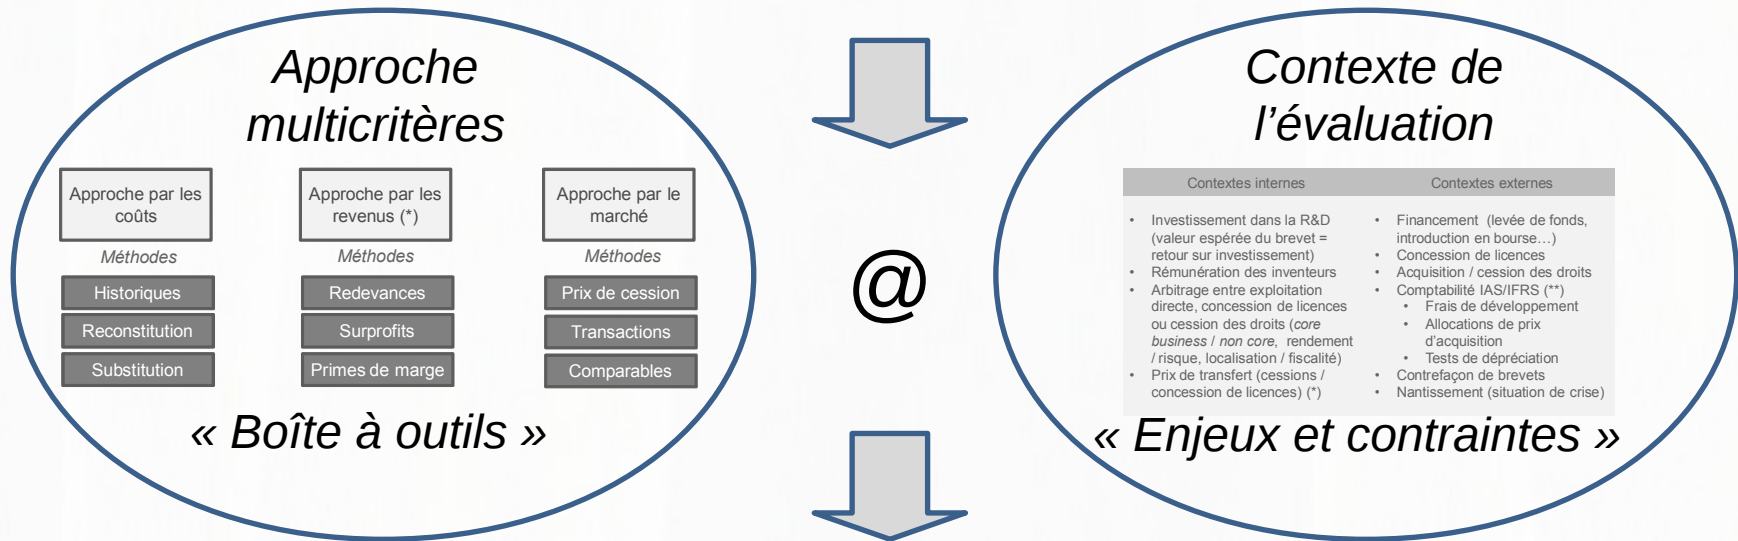 Approche
multicritères
Approche par les
coûts
Méthodes
Historiques
Reconstitution
Substitution
Approche par les
revenus (*)
Méthodes
Redevances
Surprofits
Primes de marge
Approche par le
marché
Méthodes
Prix de cession
Transactions
Comparables
« Boîte à outils »
@
Contexte de
l’évaluation
Contextes internes
• Investissement dans la R&D
(valeur espérée du brevet =
retour sur investissement)
• Rémunération des inventeurs
• Arbitrage entre exploitation
directe, concession de licences
ou cession des droits (core
business / non core, rendement
/ risque, localisation / fiscalité)
• Prix de transfert (cessions /
concession de licences) (*)
Contextes externes
• Financement (levée de fonds,
introduction en bourse…)
• Concession de licences
• Acquisition / cession des droits
• Comptabilité IAS/IFRS (**)
• Frais de développement
• Allocations de prix
d’acquisition
• Tests de dépréciation
• Contrefaçon de brevets
• Nantissement (situation de crise)
« Enjeux et contraintes »